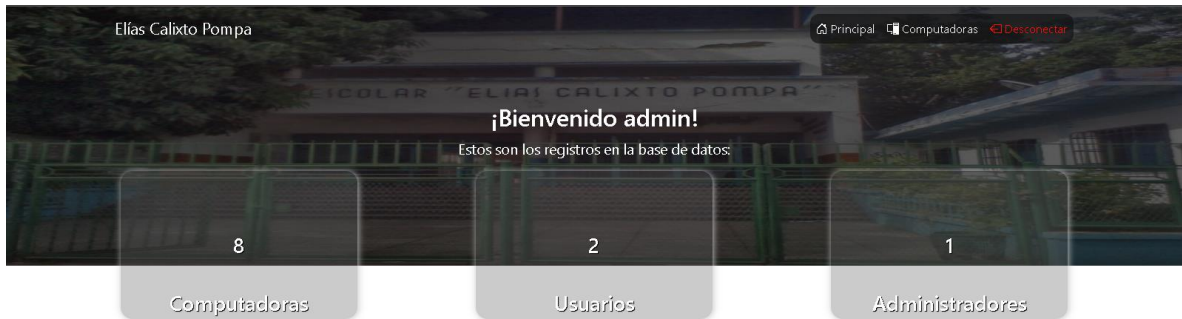 Elías Calixto Pompa
Principal Computadoras Desconectar
ESCOLAR "ELIAS CALIXTO POMPA"
¡Bienvenido admin!
Estos son los registros en la base de datos:
8 2 1
Computadoras Usuarios Administradores